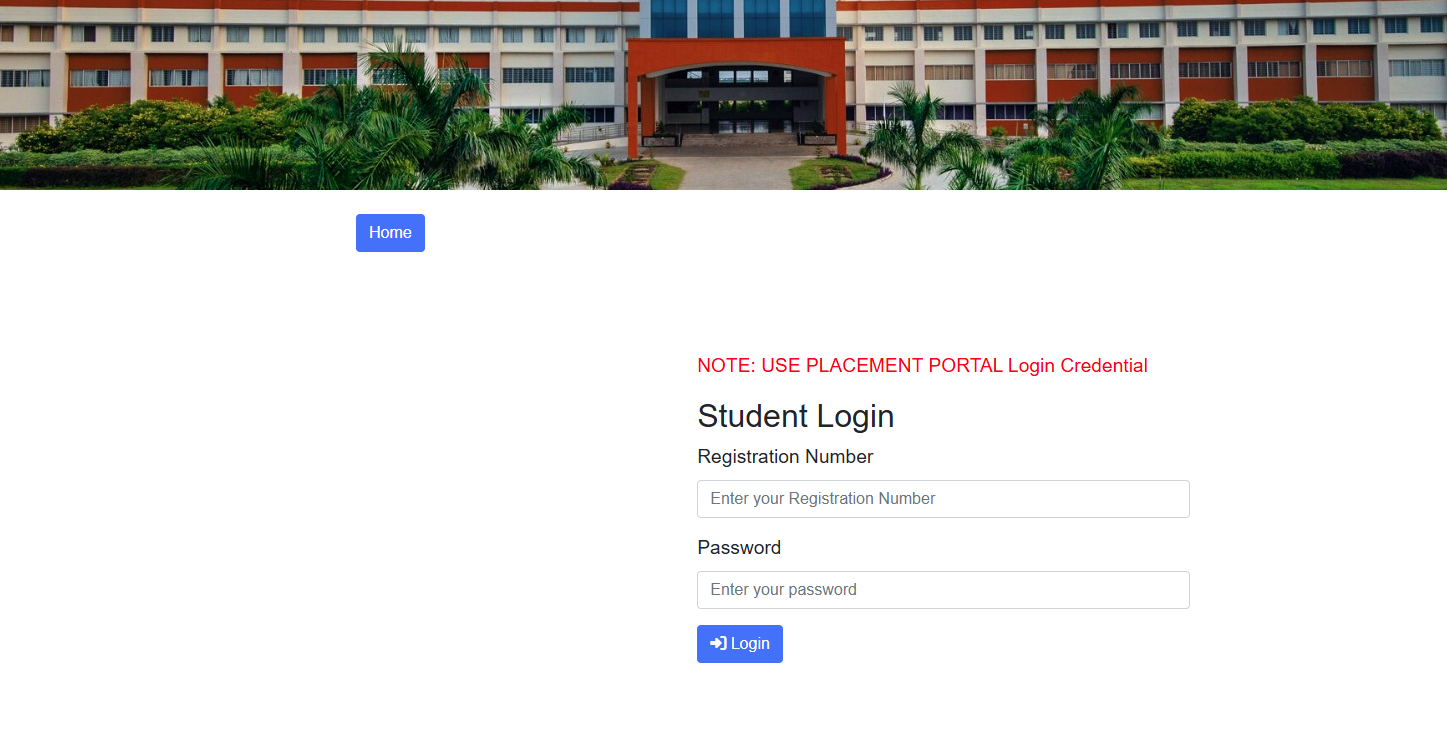 Home
NOTE: USE PLACEMENT PORTAL Login Credential
Student Login
Registration Number
Enter your Registration Number
Password
Enter your password
Login